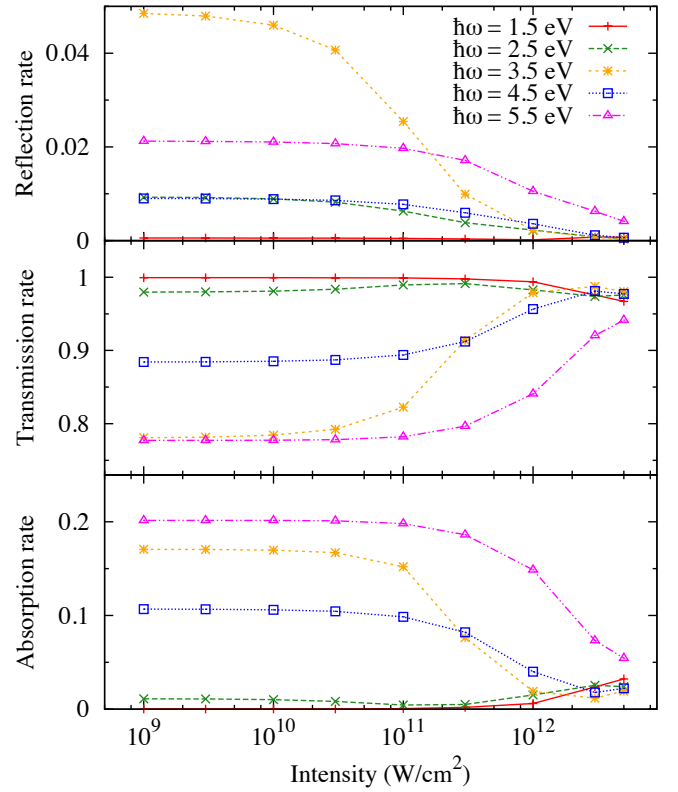 ħω = 1.5 eV
ħω = 2.5 eV
ħω = 3.5 eV
ħω = 4.5 eV
ħω = 5.5 eV
Reflection rate
0.04
0.02
0
Transmission rate
1
0.9
0.8
Absorption rate
0.2
0.1
0
10⁹ 10¹⁰ 10¹¹ 10¹²
Intensity (W/cm²)